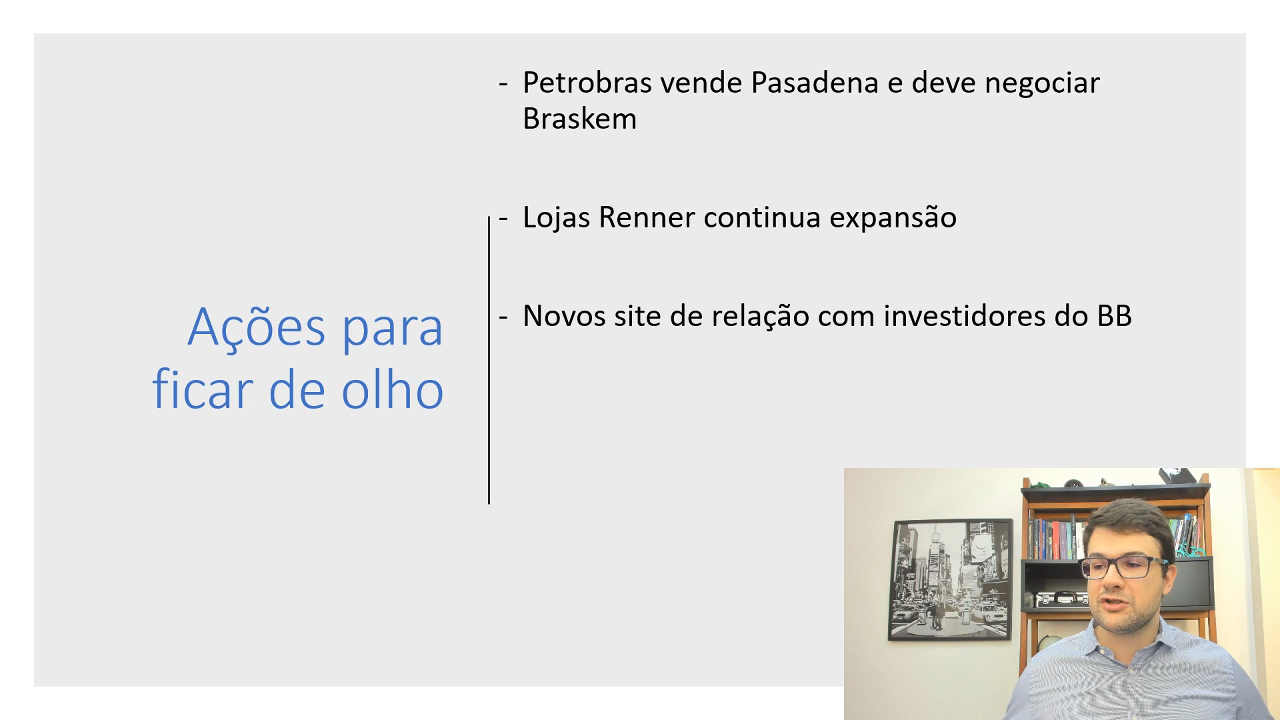 Ações para
ficar de olho
- Petrobras vende Pasadena e deve negociar
Braskem
- Lojas Renner continua expansão
- Novos site de relação com investidores do BB